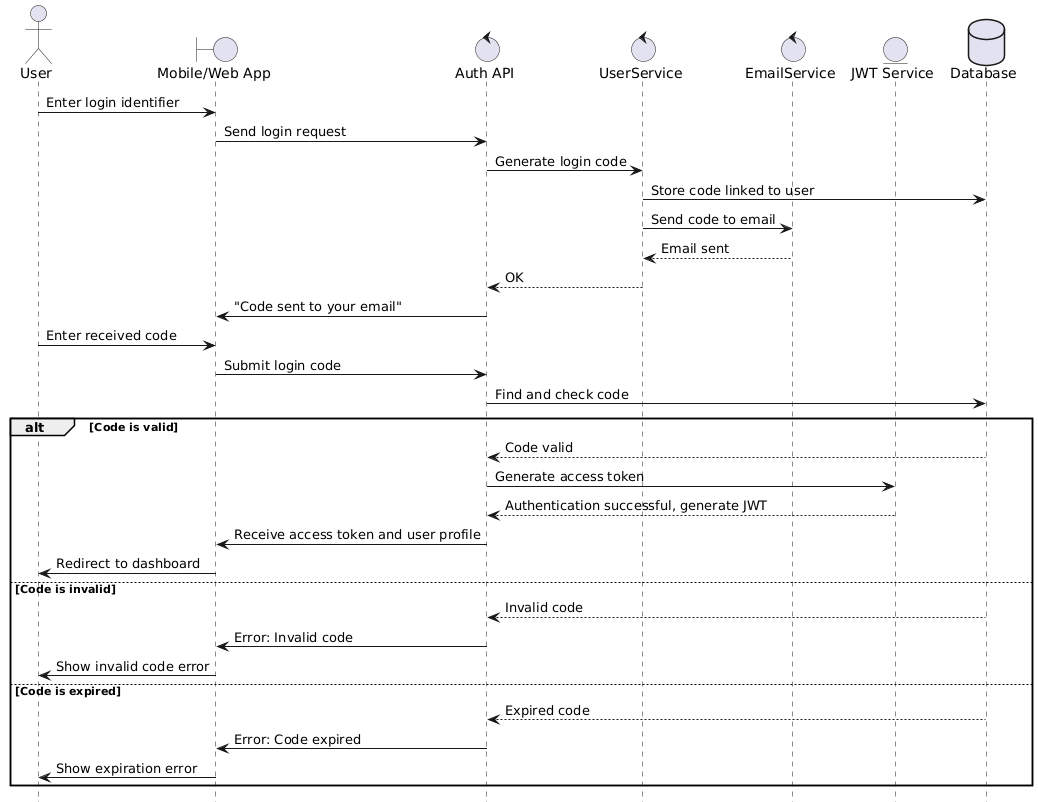 User
Mobile/Web App
Auth API
UserService
EmailService
JWT Service
Database
Enter login identifier
Send login request
Generate login code
Store code linked to user
Send code to email
Email sent
OK
"Code sent to your email"
Enter received code
Submit login code
Find and check code
alt
[Code is valid]
Code valid
Generate access token
Authentication successful, generate JWT
Receive access token and user profile
Redirect to dashboard
[Code is invalid]
Invalid code
Error: Invalid code
Show invalid code error
[Code is expired]
Expired code
Error: Code expired
Show expiration error